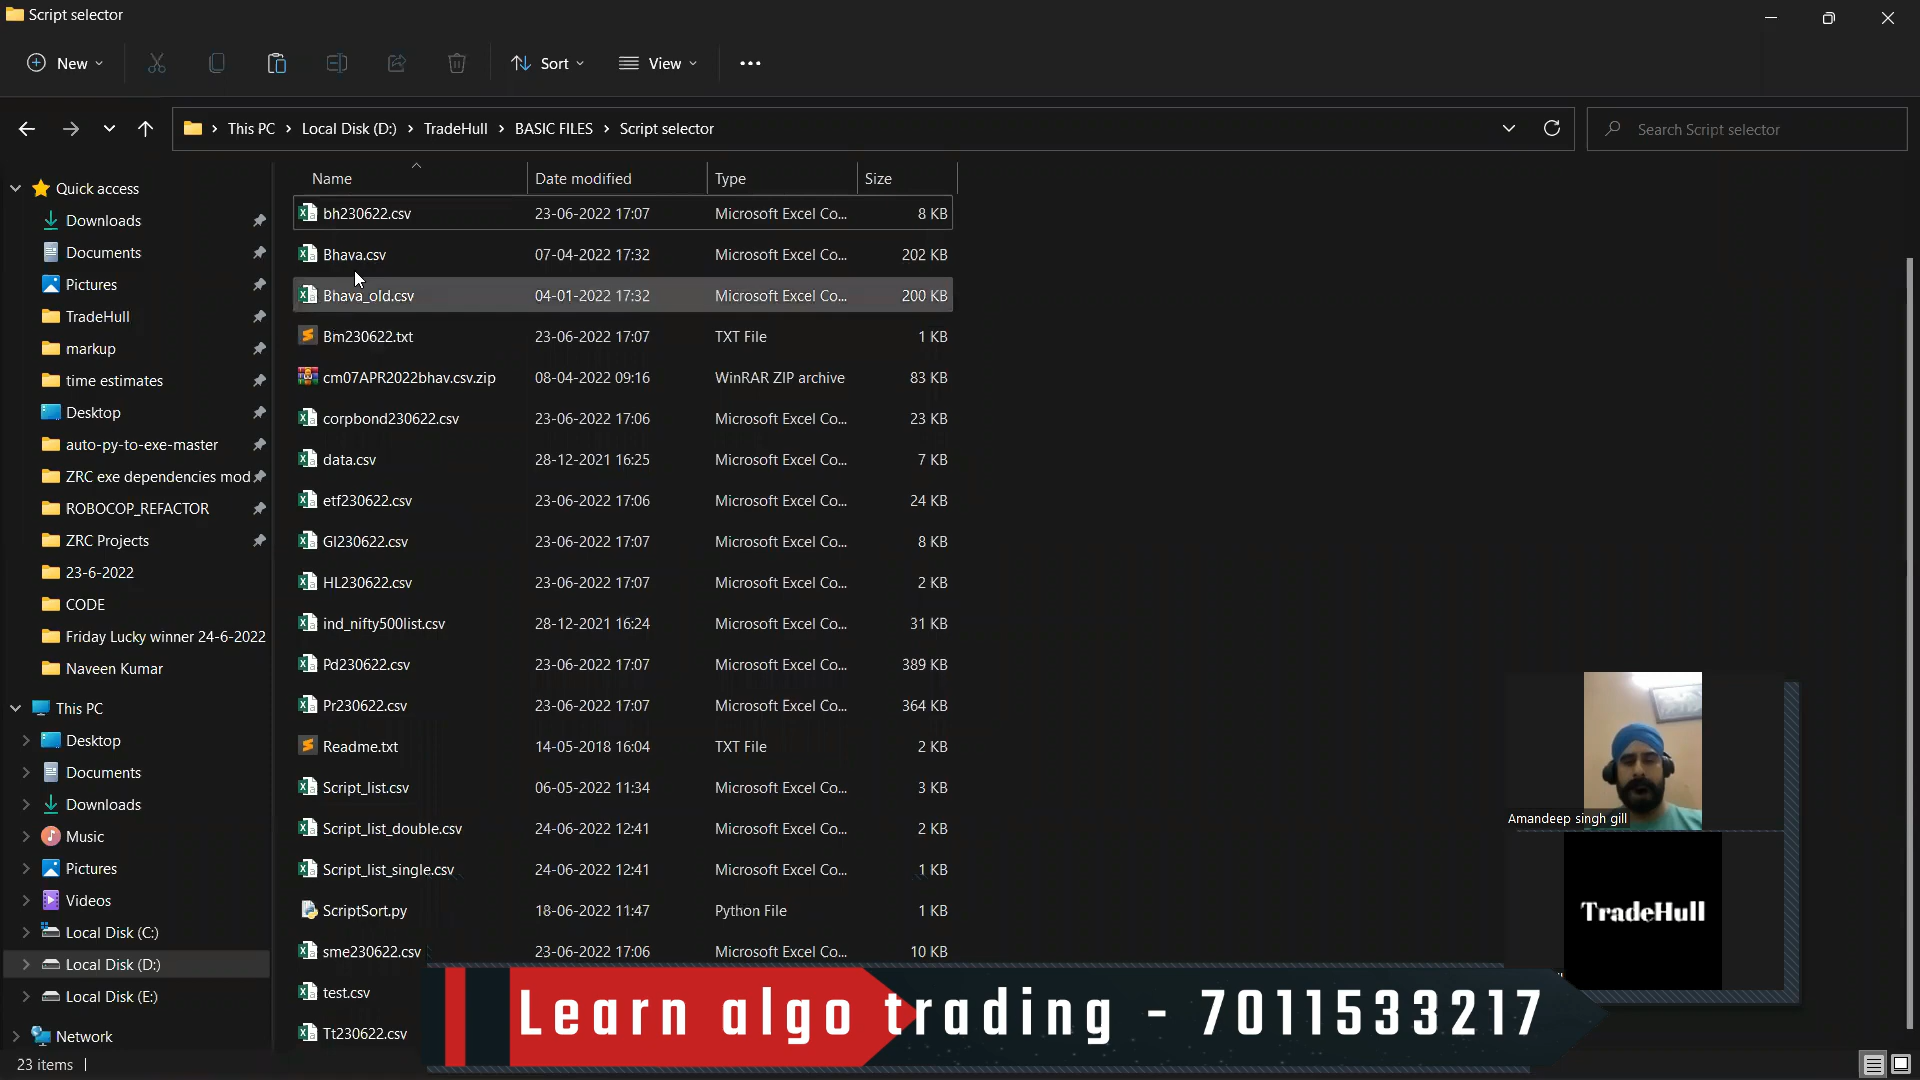 Script selector
New
Sort
View
This PC
Local Disk (D:)
TradeHull
BASIC FILES
Script selector
Search Script selector
Quick access
Downloads
Documents
Pictures
TradeHull
markup
time estimates
Desktop
auto-py-to-exe-master
ZRC exe dependencies mod
ROBOCOP_REFACTOR
ZRC Projects
23-6-2022
CODE
Friday Lucky winner 24-6-2022
Naveen Kumar
This PC
Desktop
Documents
Downloads
Music
Pictures
Videos
Local Disk (C:)
Local Disk (D:)
Local Disk (E:)
Network
Name Date modified Type Size
bh230622.csv 23-06-2022 17:07 Microsoft Excel Co... 8 KB
Bhava.csv 07-04-2022 17:32 Microsoft Excel Co... 202 KB
Bhava_old.csv 04-01-2022 17:32 Microsoft Excel Co... 200 KB
Bm230622.txt 23-06-2022 17:07 TXT File 1 KB
cm07APR2022bhav.csv.zip 08-04-2022 09:16 WinRAR ZIP archive 83 KB
corpbond230622.csv 23-06-2022 17:06 Microsoft Excel Co... 23 KB
data.csv 28-12-2021 16:25 Microsoft Excel Co... 7 KB
etf230622.csv 23-06-2022 17:06 Microsoft Excel Co... 24 KB
Gl230622.csv 23-06-2022 17:07 Microsoft Excel Co... 8 KB
HL230622.csv 23-06-2022 17:07 Microsoft Excel Co... 2 KB
ind_nifty500list.csv 28-12-2021 16:24 Microsoft Excel Co... 31 KB
Pd230622.csv 23-06-2022 17:07 Microsoft Excel Co... 389 KB
Pr230622.csv 23-06-2022 17:07 Microsoft Excel Co... 364 KB
Readme.txt 14-05-2018 16:04 TXT File 2 KB
Script_list.csv 06-05-2022 11:34 Microsoft Excel Co... 3 KB
Script_list_double.csv 24-06-2022 12:41 Microsoft Excel Co... 2 KB
Script_list_single.csv 24-06-2022 12:41 Microsoft Excel Co... 1 KB
ScriptSort.py 18-06-2022 11:47 Python File 1 KB
sme230622.csv 23-06-2022 17:06 Microsoft Excel Co... 10 KB
test.csv
Tt230622.csv
Amandeep singh gill
TradeHull
Learn algo trading - 7011533217
23 items